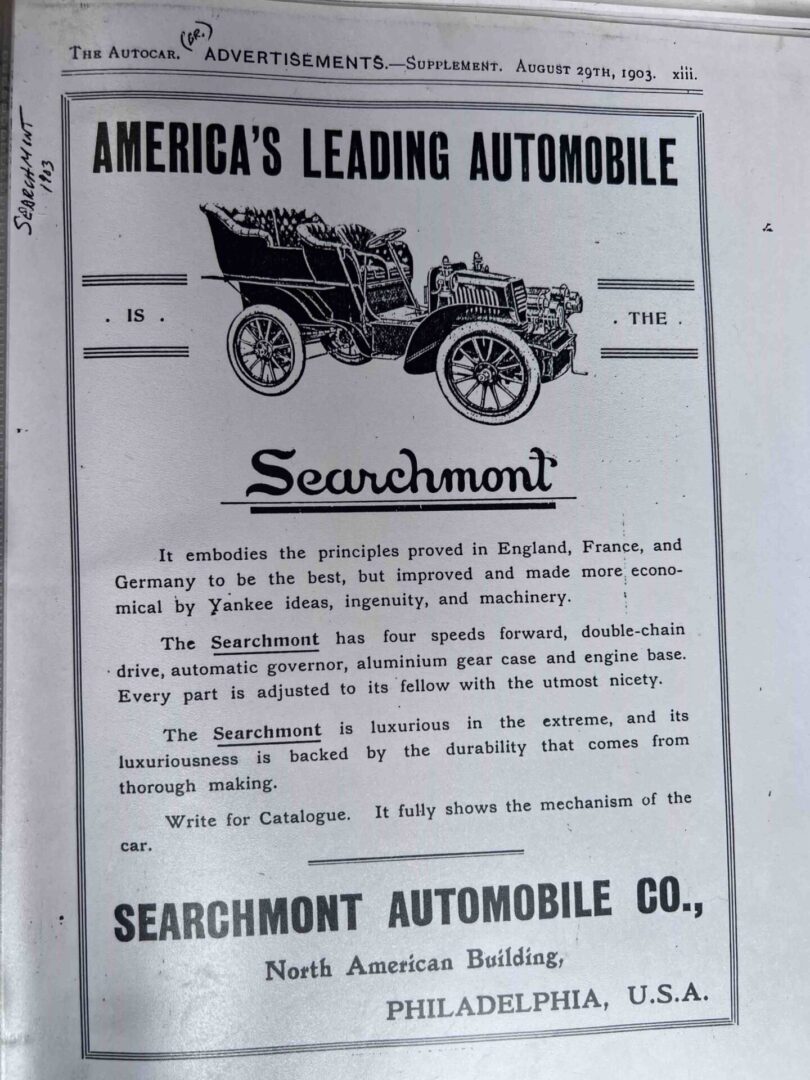 THE AUTOCAR. (GR.) ADVERTISEMENTS.—SUPPLEMENT. AUGUST 29TH, 1903. xiii.
SEARCHMONT
1903
AMERICA'S LEADING AUTOMOBILE
. IS .
. THE .
Searchmont
It embodies the principles proved in England, France, and
Germany to be the best, but improved and made more econo-
mical by Yankee ideas, ingenuity, and machinery.
The Searchmont has four speeds forward, double-chain
drive, automatic governor, aluminium gear case and engine base.
Every part is adjusted to its fellow with the utmost nicety.
The Searchmont is luxurious in the extreme, and its
luxuriousness is backed by the durability that comes from
thorough making.
Write for Catalogue. It fully shows the mechanism of the
car.
SEARCHMONT AUTOMOBILE CO.,
North American Building,
PHILADELPHIA, U.S.A.